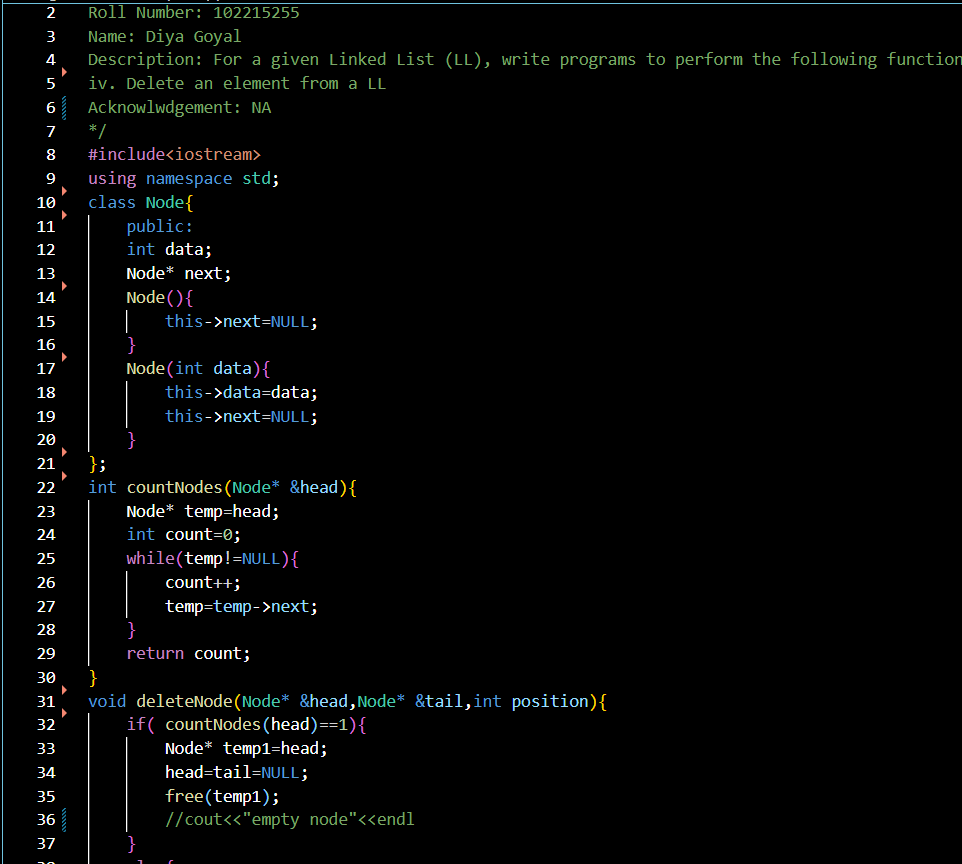 2 Roll Number: 102215255
3 Name: Diya Goyal
4 Description: For a given Linked List (LL), write programs to perform the following function
5 iv. Delete an element from a LL
6 Acknowlwdgement: NA
7 */
8 #include<iostream>
9 using namespace std;
10 class Node{
11 public:
12 int data;
13 Node* next;
14 Node(){
15 this->next=NULL;
16 }
17 Node(int data){
18 this->data=data;
19 this->next=NULL;
20 }
21 };
22 int countNodes(Node* &head){
23 Node* temp=head;
24 int count=0;
25 while(temp!=NULL){
26 count++;
27 temp=temp->next;
28 }
29 return count;
30 }
31 void deleteNode(Node* &head,Node* &tail,int position){
32 if( countNodes(head)==1){
33 Node* temp1=head;
34 head=tail=NULL;
35 free(temp1);
36 //cout<<"empty node"<<endl
37 }